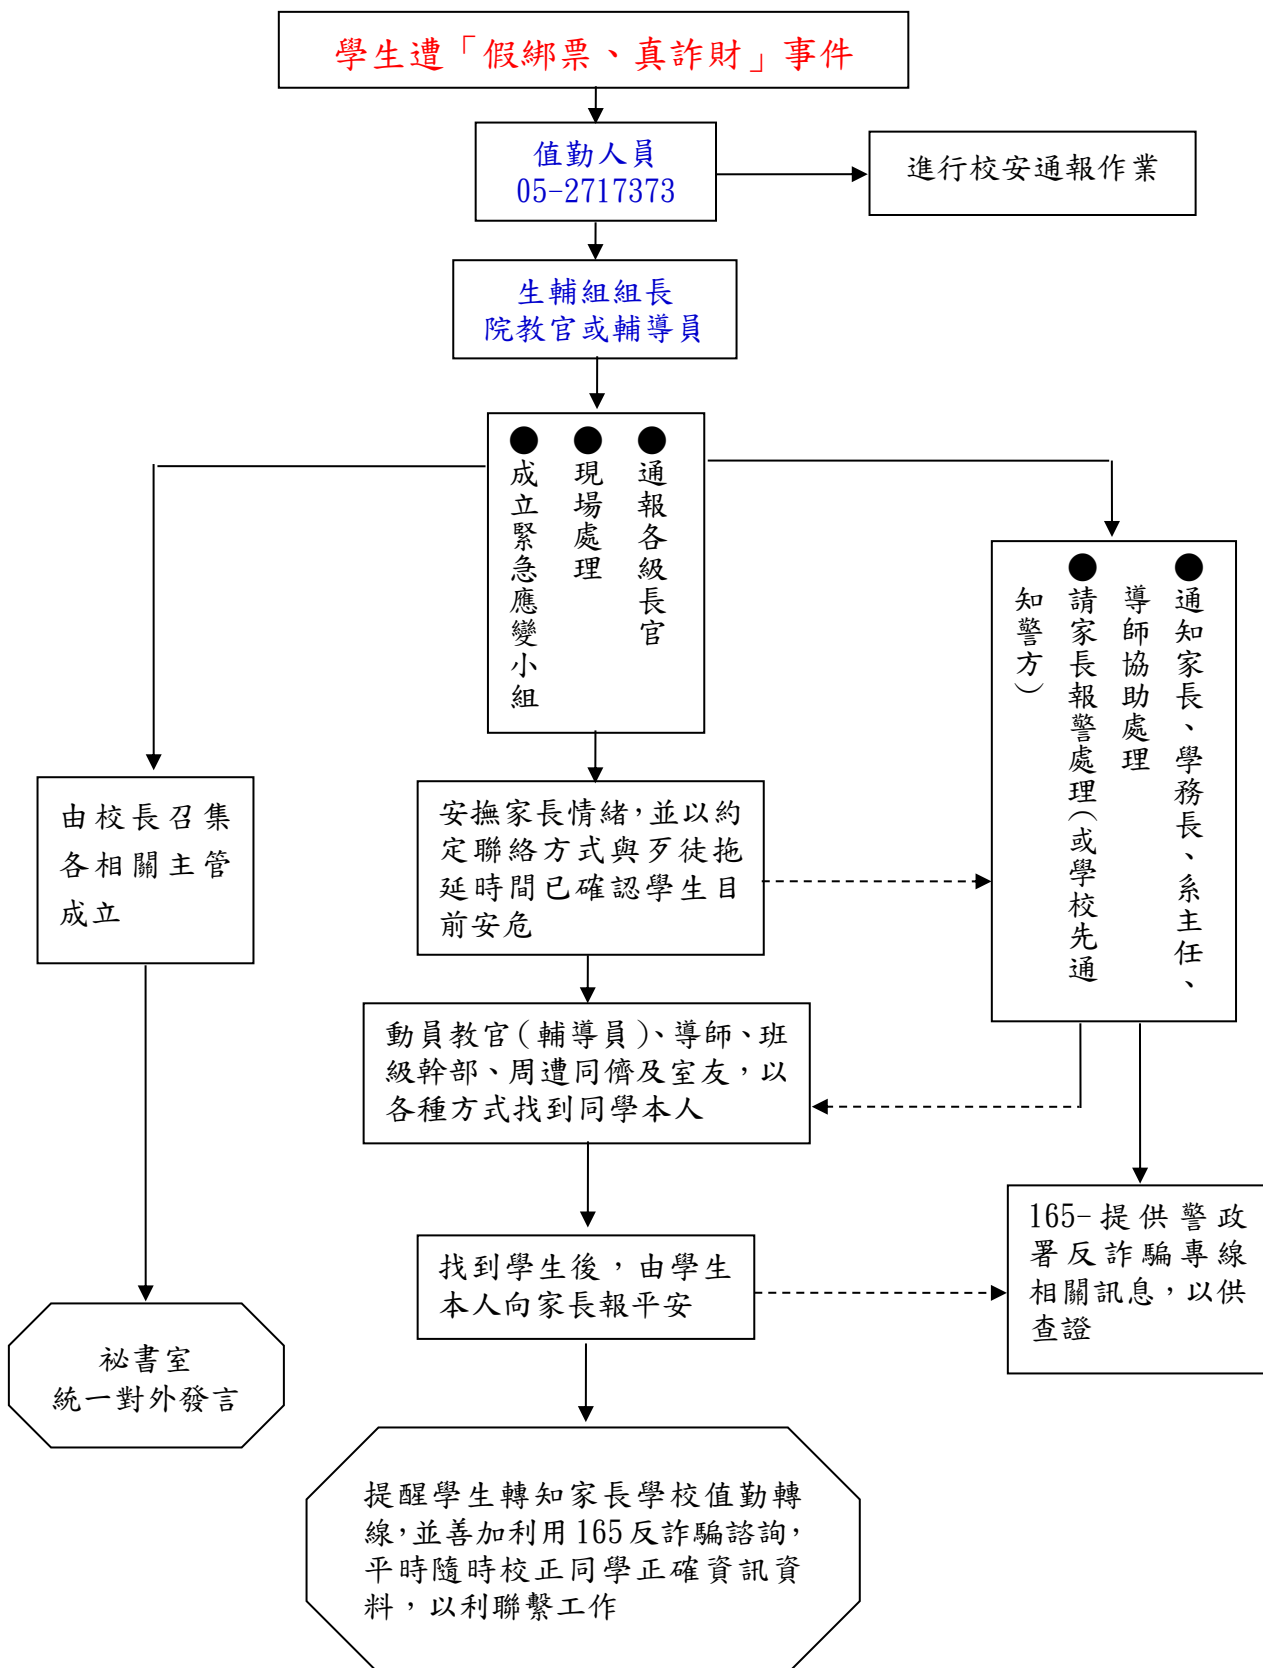 學生遭「假綁票、真詐財」事件
值勤人員
05-2717373
進行校安通報作業
生輔組組長
院教官或輔導員
●通報各級長官
●現場處理
●成立緊急應變小組
●通知家長、學務長、系主任、
導師協助處理
●請家長報警處理(或學校先通
知警方)
由校長召集
各相關主管
成立
安撫家長情緒,並以約
定聯絡方式與歹徒拖
延時間已確認學生目
前安危
動員教官(輔導員)、導師、班
級幹部、周遭同儕及室友,以
各種方式找到同學本人
165-提供警政
署反詐騙專線
相關訊息,以供
查證
找到學生後,由學生
本人向家長報平安
祕書室
統一對外發言
提醒學生轉知家長學校值勤轉
線,並善加利用165反詐騙諮詢,
平時隨時校正同學正確資訊資
料,以利聯繫工作